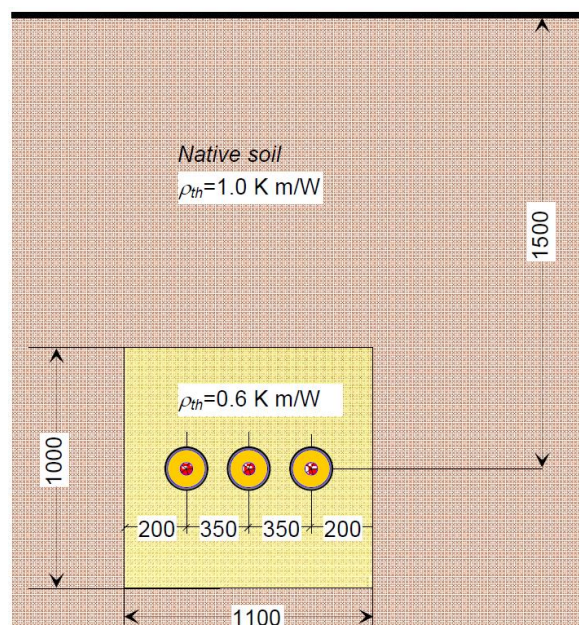 Native soil
ρth=1.0 K m/W
1500
ρth=0.6 K m/W
1000
200 350 350 200
1100